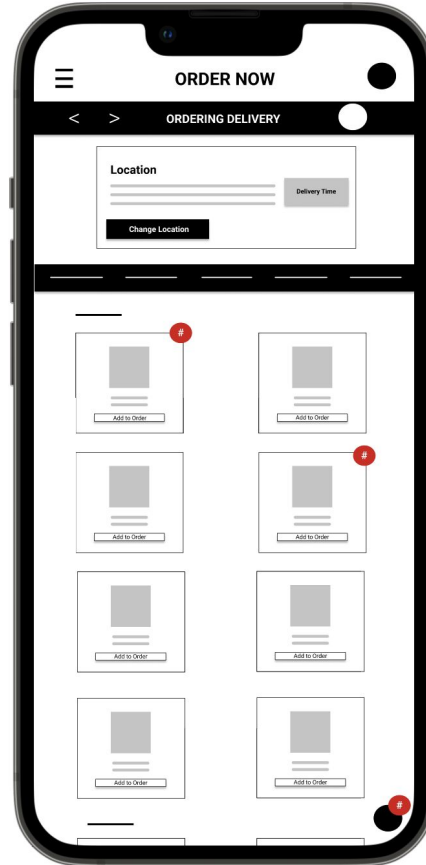 ORDER NOW
< > ORDERING DELIVERY
Location
Delivery Time
Change Location
#
Add to Order Add to Order
#
Add to Order Add to Order
Add to Order Add to Order
Add to Order Add to Order
#